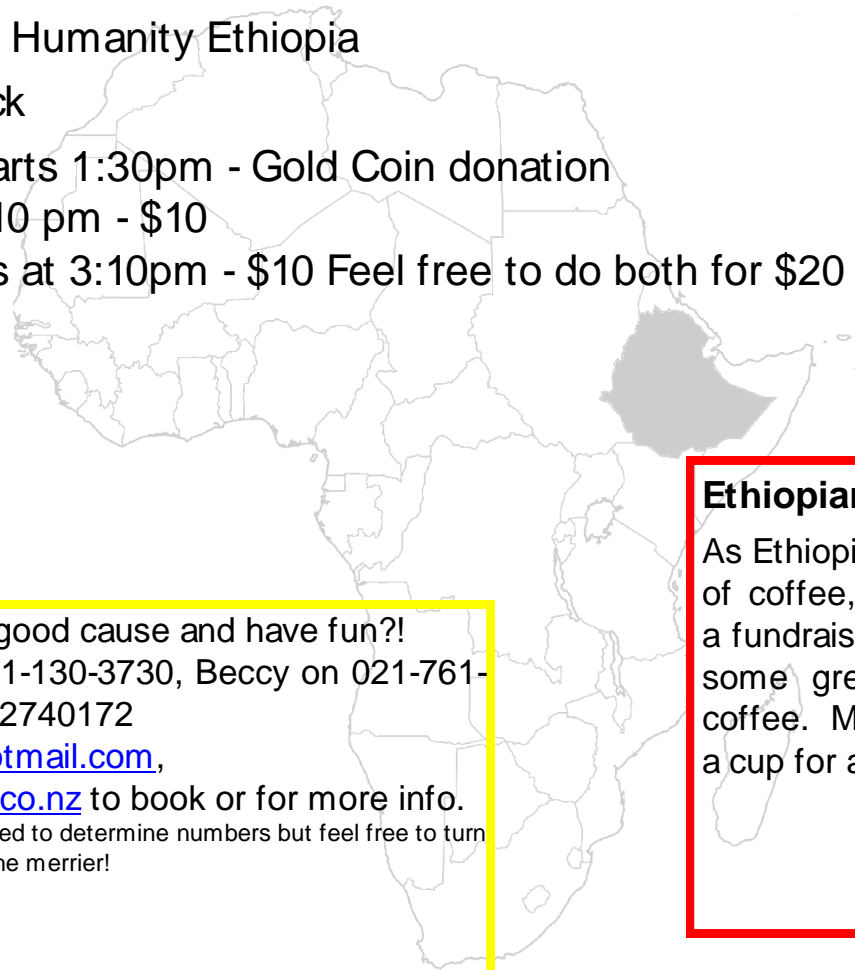 Humanity Ethiopia
ck
arts 1:30pm - Gold Coin donation
10 pm - $10
s at 3:10pm - $10 Feel free to do both for $20
Ethiopian
As Ethiopi
of coffee,
a fundrais
some gre
coffee. M
a cup for a
good cause and have fun?!
1-130-3730, Beccy on 021-761-
2740172
otmail.com,
.co.nz to book or for more info.
ed to determine numbers but feel free to turn
he merrier!